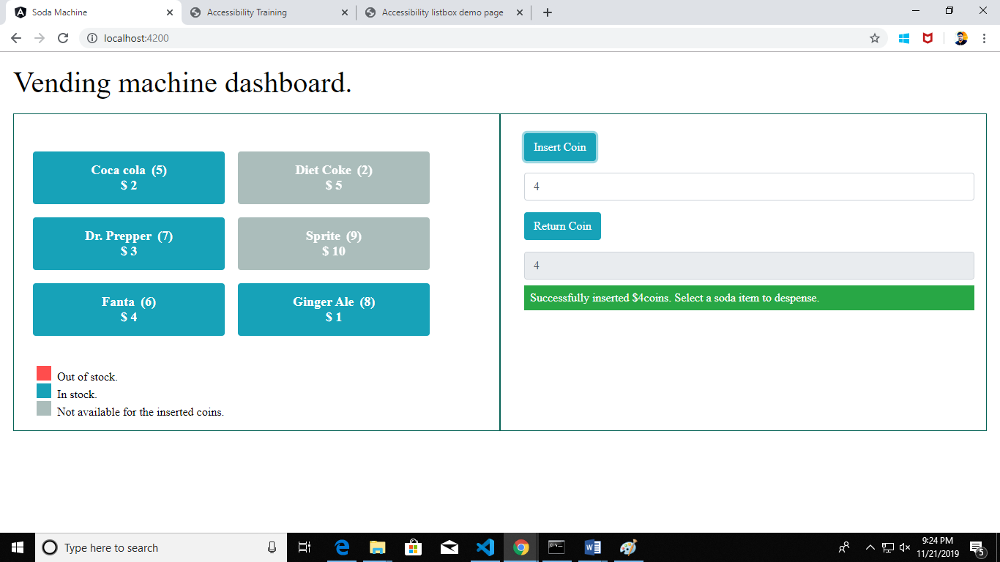 Soda Machine
Accessibility Training
Accessibility listbox demo page
localhost:4200
Vending machine dashboard.
Coca cola (5)
$ 2
Diet Coke (2)
$ 5
Dr. Prepper (7)
$ 3
Sprite (9)
$ 10
Fanta (6)
$ 4
Ginger Ale (8)
$ 1
Out of stock.
In stock.
Not available for the inserted coins.
Insert Coin
4
Return Coin
4
Successfully inserted $4coins. Select a soda item to despense.
Type here to search
9:24 PM
11/21/2019
5